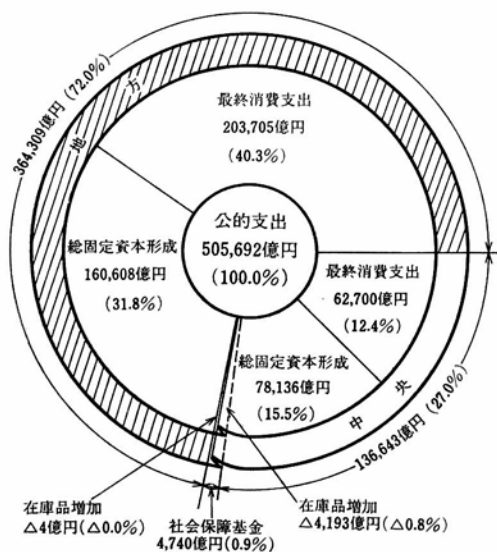 364,309億円(72.0%)
地方
最終消費支出
203,705億円
(40.3%)
公的支出
505,692億円
(100.0%)
総固定資本形成
160,608億円
(31.8%)
最終消費支出
62,700億円
(12.4%)
総固定資本形成
78,136億円
(15.5%)
中央
136,643億円(27.0%)
在庫品増加
△4億円(△0.0%)
社会保障基金
4,740億円(0.9%)
在庫品増加
△4,193億円(△0.8%)